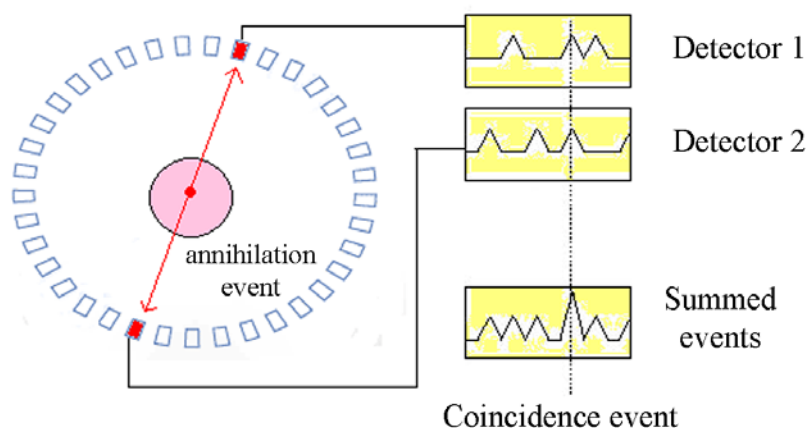 Detector 1
Detector 2
annihilation
event
Summed
events
Coincidence event